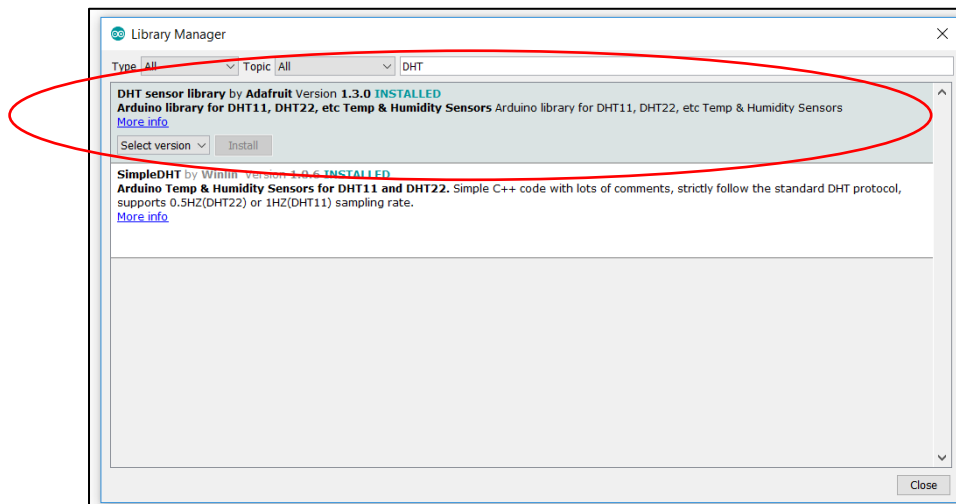 Library Manager
Type All Topic All DHT
DHT sensor library by Adafruit Version 1.3.0 INSTALLED
Arduino library for DHT11, DHT22, etc Temp & Humidity Sensors Arduino library for DHT11, DHT22, etc Temp & Humidity Sensors
More info
Select version Install
SimpleDHT by Winlin Version 1.0.6 INSTALLED
Arduino Temp & Humidity Sensors for DHT11 and DHT22. Simple C++ code with lots of comments, strictly follow the standard DHT protocol,
supports 0.5HZ(DHT22) or 1HZ(DHT11) sampling rate.
More info
Close